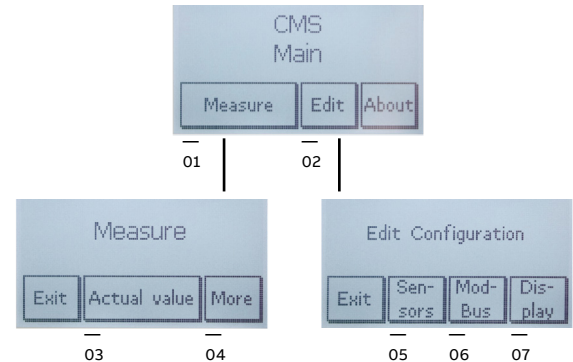 CMS
Main
Measure Edit About
01 02
Measure
Exit Actual value More
03 04
Edit Configuration
Exit Sen-
sors Mod-
Bus Dis-
play
05 06 07